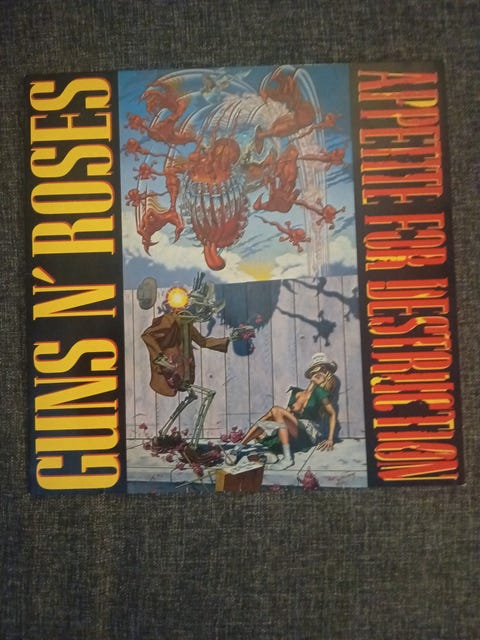 GUNS N' ROSES
APPETITE FOR DESTRUCTION